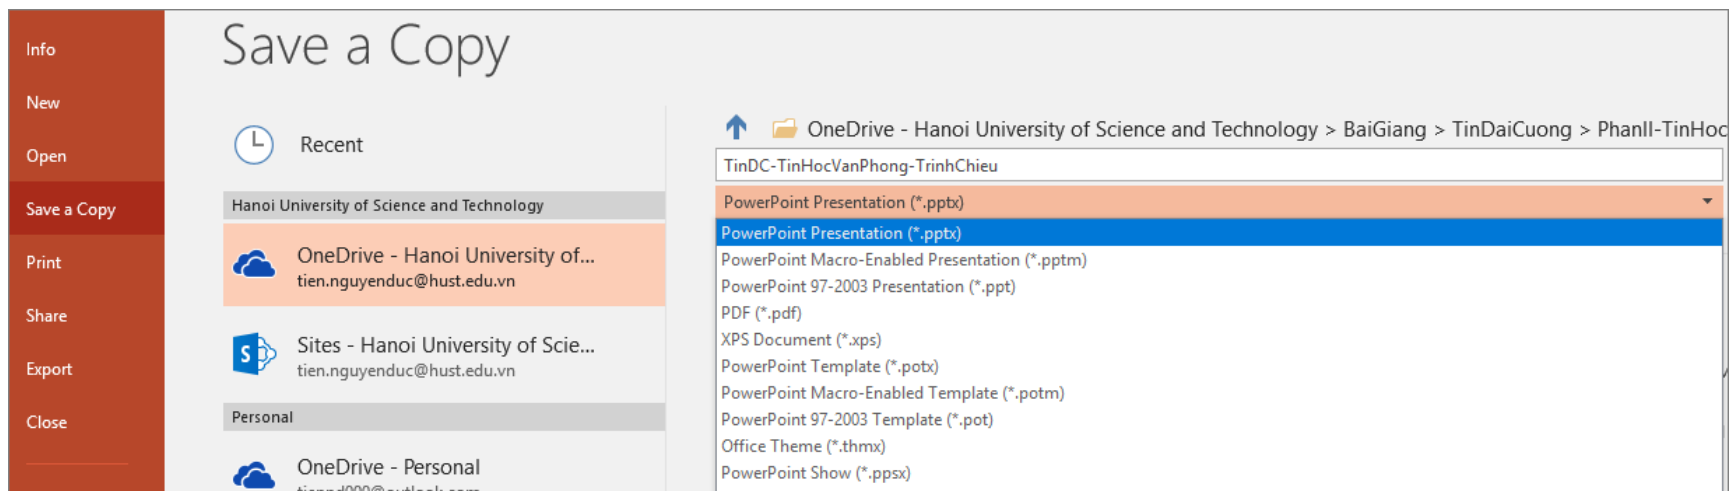 Info
New
Open
Save a Copy
Print
Share
Export
Close
Save a Copy
Recent
Hanoi University of Science and Technology
OneDrive - Hanoi University of...
tien.nguyenduc@hust.edu.vn
Sites - Hanoi University of Scie...
tien.nguyenduc@hust.edu.vn
Personal
OneDrive - Personal
OneDrive - Hanoi University of Science and Technology > BaiGiang > TinDaiCuong > PhanII-TinHoc
TinDC-TinHocVanPhong-TrinhChieu
PowerPoint Presentation (*.pptx)
PowerPoint Presentation (*.pptx)
PowerPoint Macro-Enabled Presentation (*.pptm)
PowerPoint 97-2003 Presentation (*.ppt)
PDF (*.pdf)
XPS Document (*.xps)
PowerPoint Template (*.potx)
PowerPoint Macro-Enabled Template (*.potm)
PowerPoint 97-2003 Template (*.pot)
Office Theme (*.thmx)
PowerPoint Show (*.ppsx)